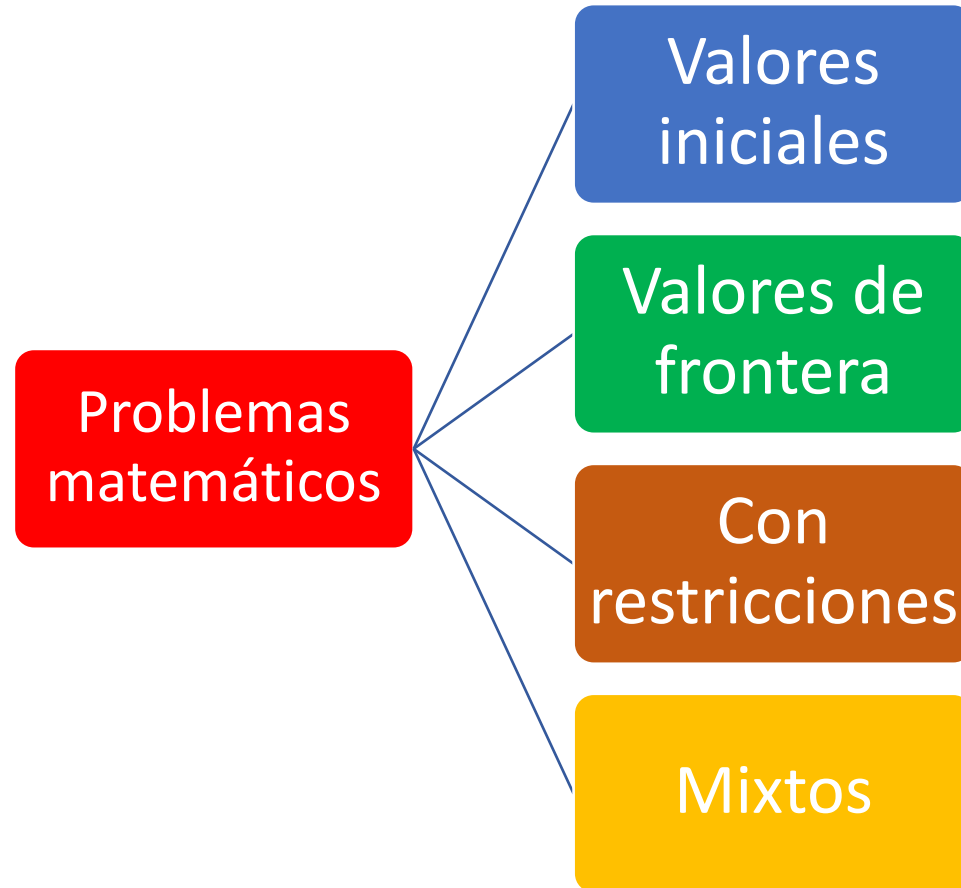 Valores
iniciales
Valores de
frontera
Problemas
matemáticos
Con
restricciones
Mixtos